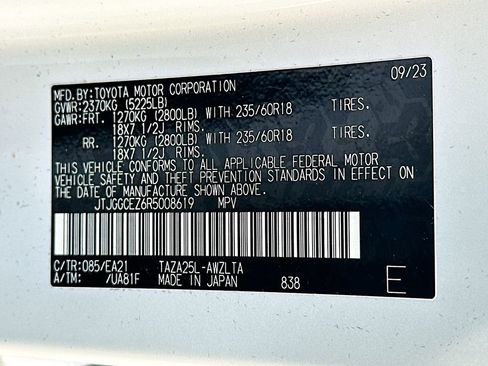 09/23
MFD.BY:TOYOTA MOTOR CORPORATION
GVWR:2370KG (5225LB)
GAWR:FRT. 1270KG (2800LB) WITH 235/60R18 TIRES.
18X7 1/2J RIMS.
RR. 1270KG (2800LB) WITH 235/60R18 TIRES.
18X7 1/2J RIMS.
THIS VEHICLE CONFORMS TO ALL APPLICABLE FEDERAL MOTOR
VEHICLE SAFETY AND THEFT PREVENTION STANDARDS IN EFFECT ON
THE DATE OF MANUFACTURE SHOWN ABOVE.
JTJGGCEZ6R5008619 MPV
C/TR:085/EA21 TAZA25L-AWZLTA
A/TM: /UA81F MADE IN JAPAN 838 E